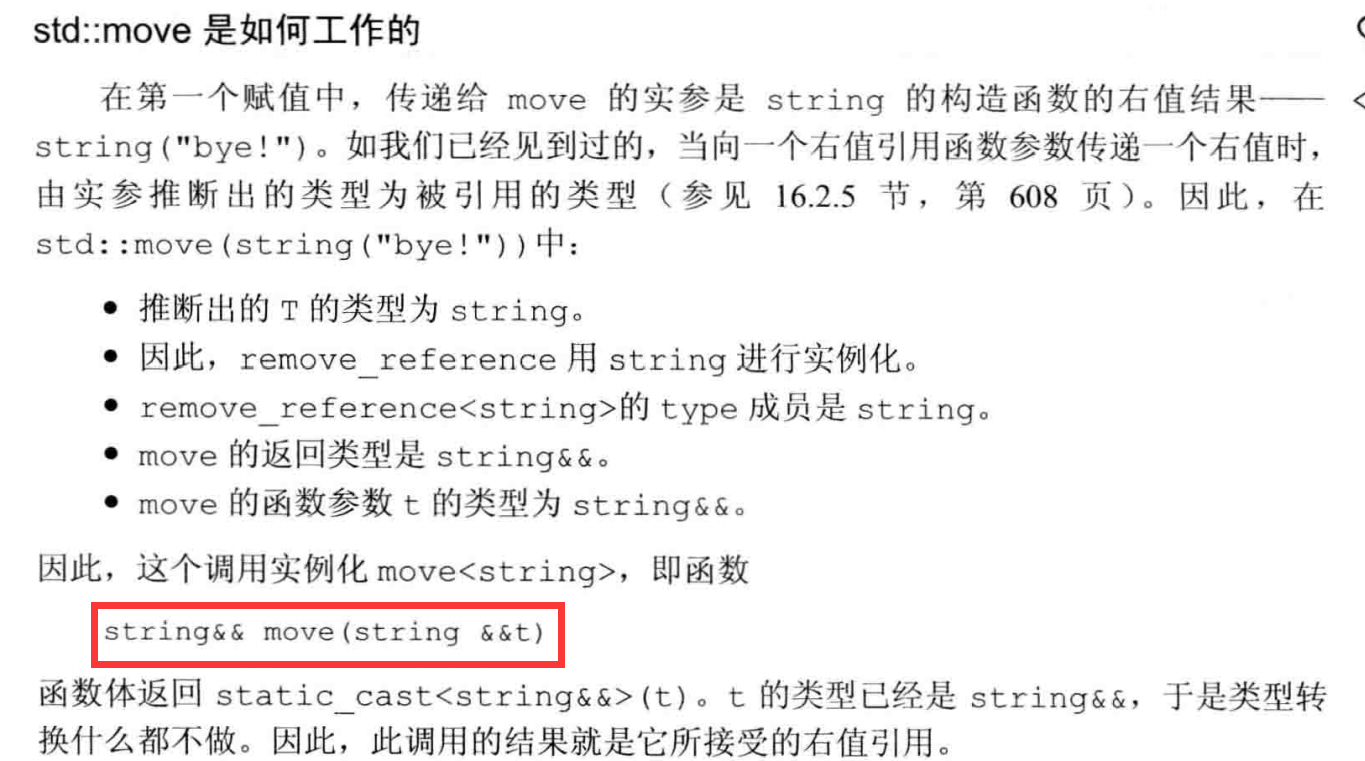 std::move 是如何工作的
在第一个赋值中，传递给 move 的实参是 string 的构造函数的右值结果——
string("bye!")。如我们已经见到过的，当向一个右值引用函数参数传递一个右值时，
由实参推断出的类型为被引用的类型（参见 16.2.5 节，第 608 页）。因此，在
std::move(string("bye!"))中：
● 推断出的 T 的类型为 string。
● 因此，remove_reference 用 string 进行实例化。
● remove_reference<string>的 type 成员是 string。
● move 的返回类型是 string&&。
● move 的函数参数 t 的类型为 string&&。
因此，这个调用实例化 move<string>，即函数
string&& move(string &&t)
函数体返回 static_cast<string&&>(t)。t 的类型已经是 string&&，于是类型转
换什么都不做。因此，此调用的结果就是它所接受的右值引用。